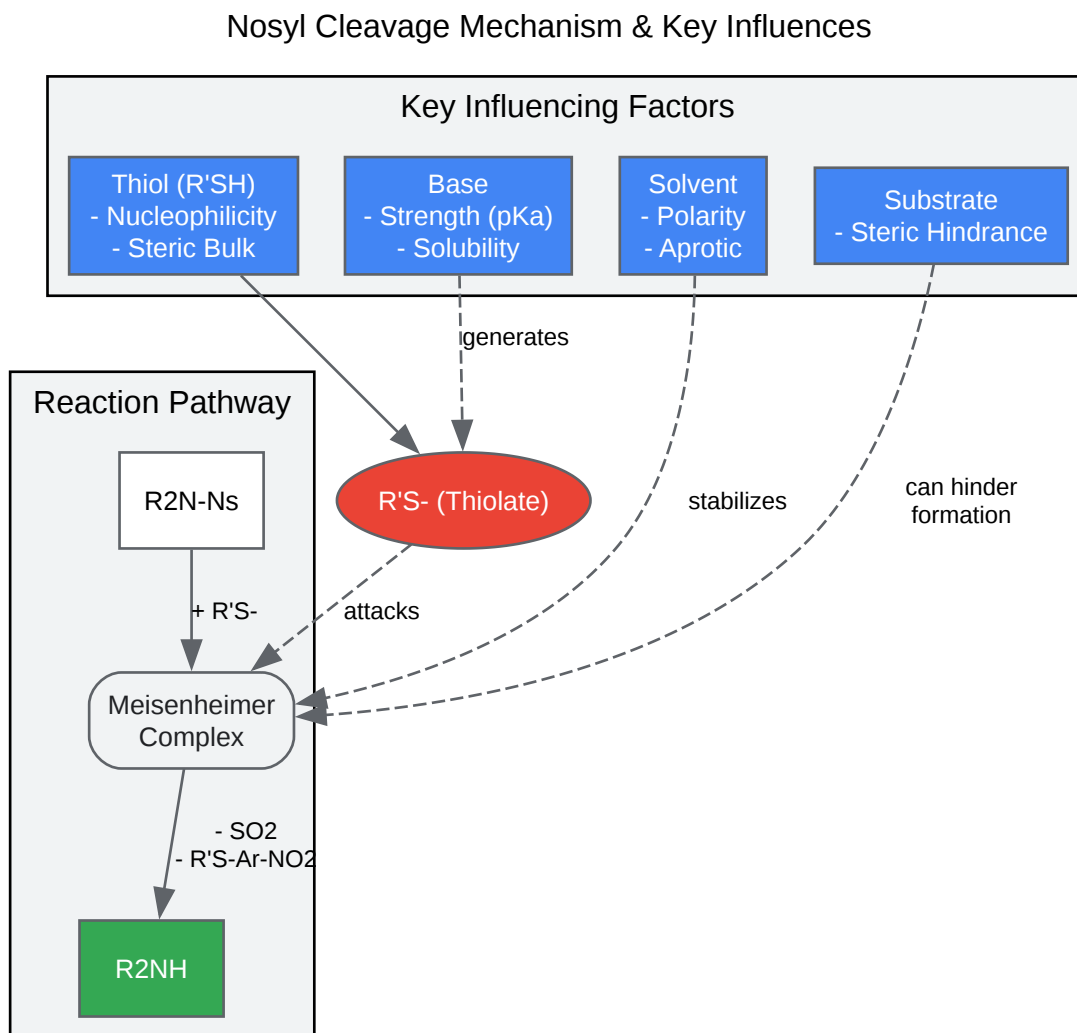 Nosyl Cleavage Mechanism & Key Influences
Key Influencing Factors
Thiol (R'SH)
- Nucleophilicity
- Steric Bulk
Base
- Strength (pKa)
- Solubility
Solvent
- Polarity
- Aprotic
Substrate
- Steric Hindrance
generates
Reaction Pathway
R2N-Ns
R'S- (Thiolate)
stabilizes
can hinder
formation
+ R'S-
attacks
Meisenheimer
Complex
- SO2
- R'S-Ar-NO2
R2NH